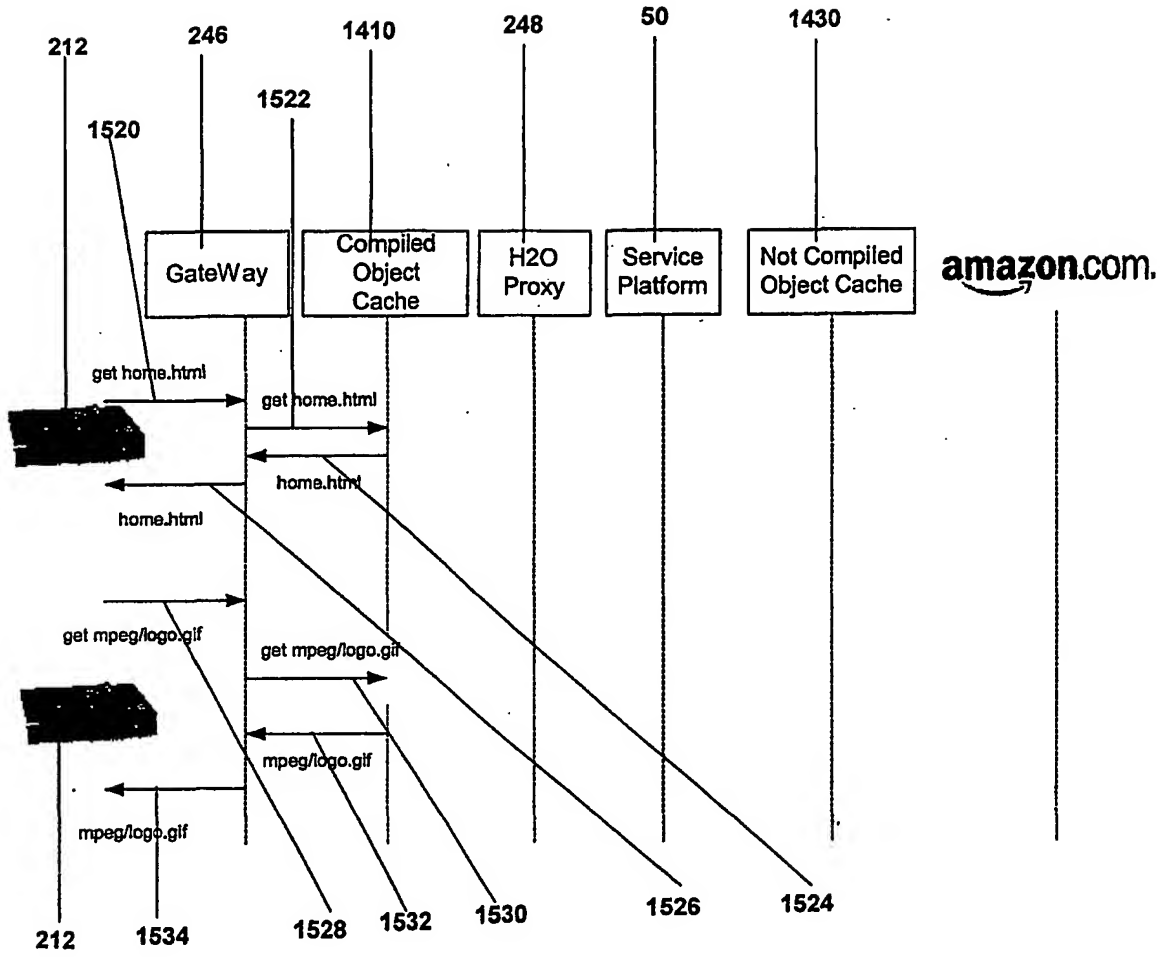 212
246
1410
248
50
1430
1520
1522
GateWay
Compiled
Object
Cache
H2O
Proxy
Service
Platform
Not Compiled
Object Cache
amazon.com.
get home.html
get home.html
home.html
home.html
get mpeg/logo.gif
get mpeg/logo.gif
mpeg/logo.gif
mpeg/logo.gif
212
1534
1528
1532
1530
1526
1524